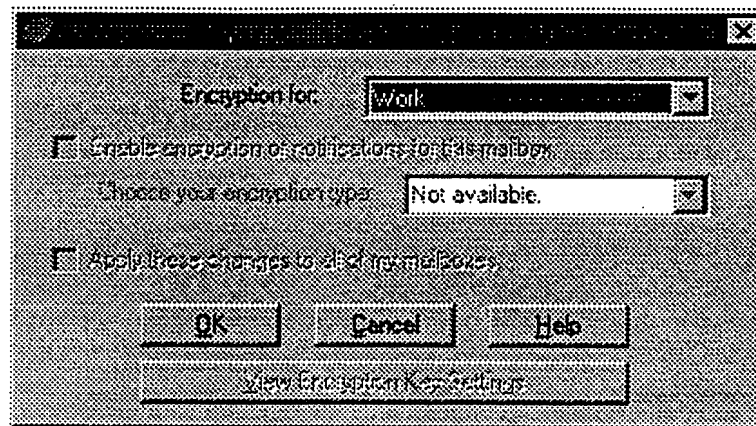 Encryption for: Work
Enable encryption of notifications for this mailbox
Choose your encryption type: Not available.
Apply these changes to all of my mailboxes
OK Cancel Help
View Encryption Key Settings